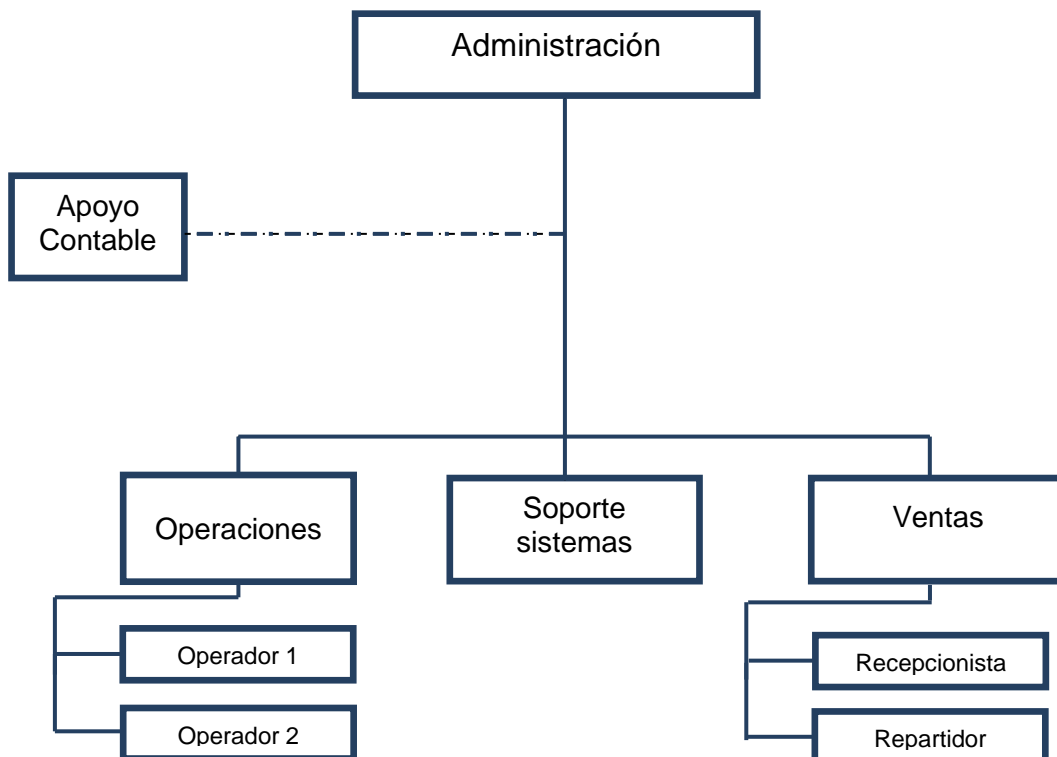 Administración
Apoyo
Contable
Operaciones
Soporte
sistemas
Ventas
Operador 1
Operador 2
Recepcionista
Repartidor